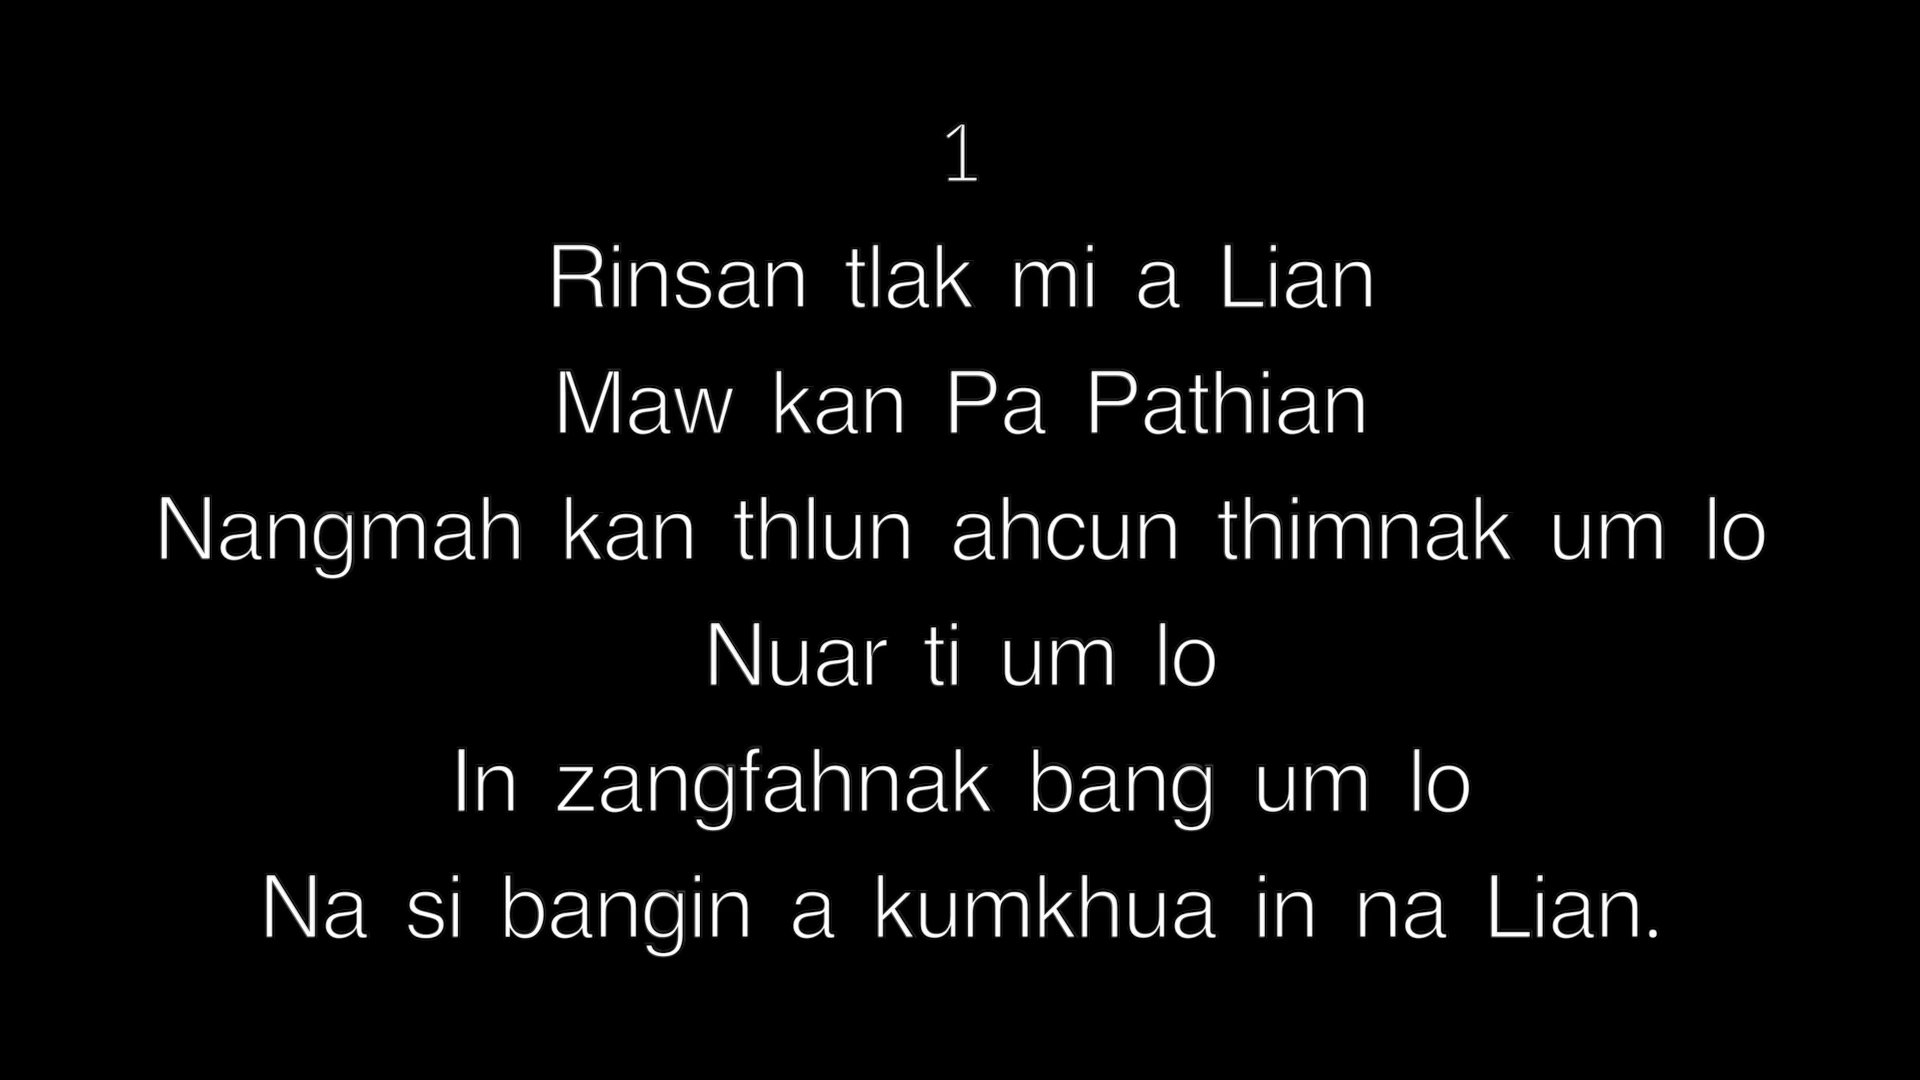 1
Rinsan tlak mi a Lian
Maw kan Pa Pathian
Nangmah kan thlun ahcun thimnak um lo
Nuar ti um lo
In zangfahnak bang um lo
Na si bangin a kumkhua in na Lian.